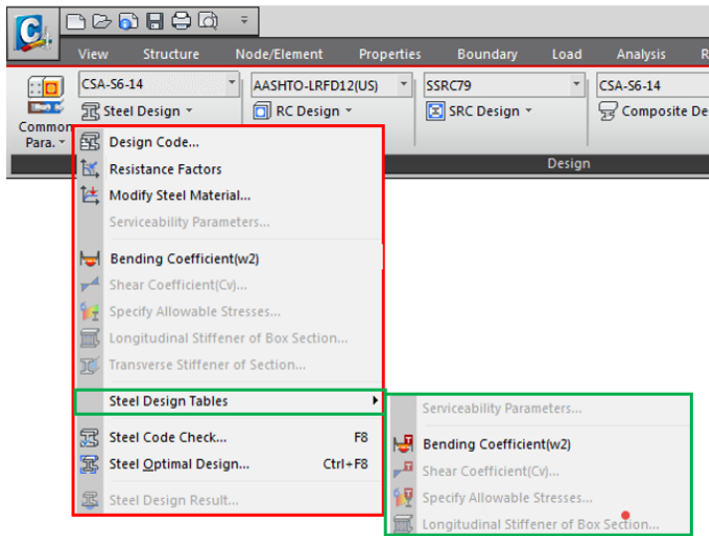 View Structure Node/Element Properties Boundary Load Analysis R
CSA-S6-14 AASHTO-LRFD12(US) SSRC79 CSA-S6-14
Steel Design RC Design SRC Design Composite De
Common
Para.
Design
Design Code...
Resistance Factors
Modify Steel Material...
Serviceability Parameters...
Bending Coefficient(w2)
Shear Coefficient(Cv)...
Specify Allowable Stresses...
Longitudinal Stiffener of Box Section...
Transverse Stiffener of Section...
Steel Design Tables
Steel Code Check... F8
Steel Optimal Design... Ctrl+F8
Steel Design Result...
Serviceability Parameters...
Bending Coefficient(w2)
Shear Coefficient(Cv)...
Specify Allowable Stresses...
Longitudinal Stiffener of Box Section...